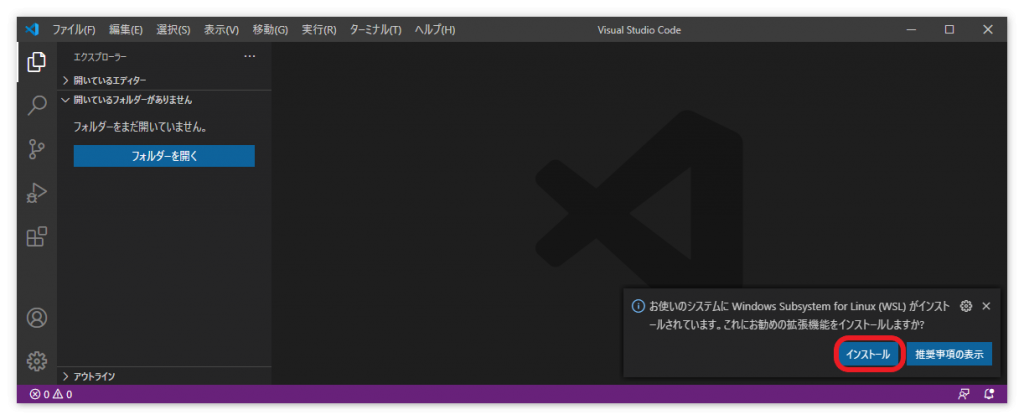 ファイル(F) 編集(E) 選択(S) 表示(V) 移動(G) 実行(R) ターミナル(T) ヘルプ(H) Visual Studio Code
エクスプローラー
開いているエディター
開いているフォルダーがありません
フォルダーをまだ開いていません。
フォルダーを開く
お使いのシステムに Windows Subsystem for Linux (WSL) がインスト
ールされています。これにお勧めの拡張機能をインストールしますか?
インストール 推奨事項の表示
アウトライン
0 0